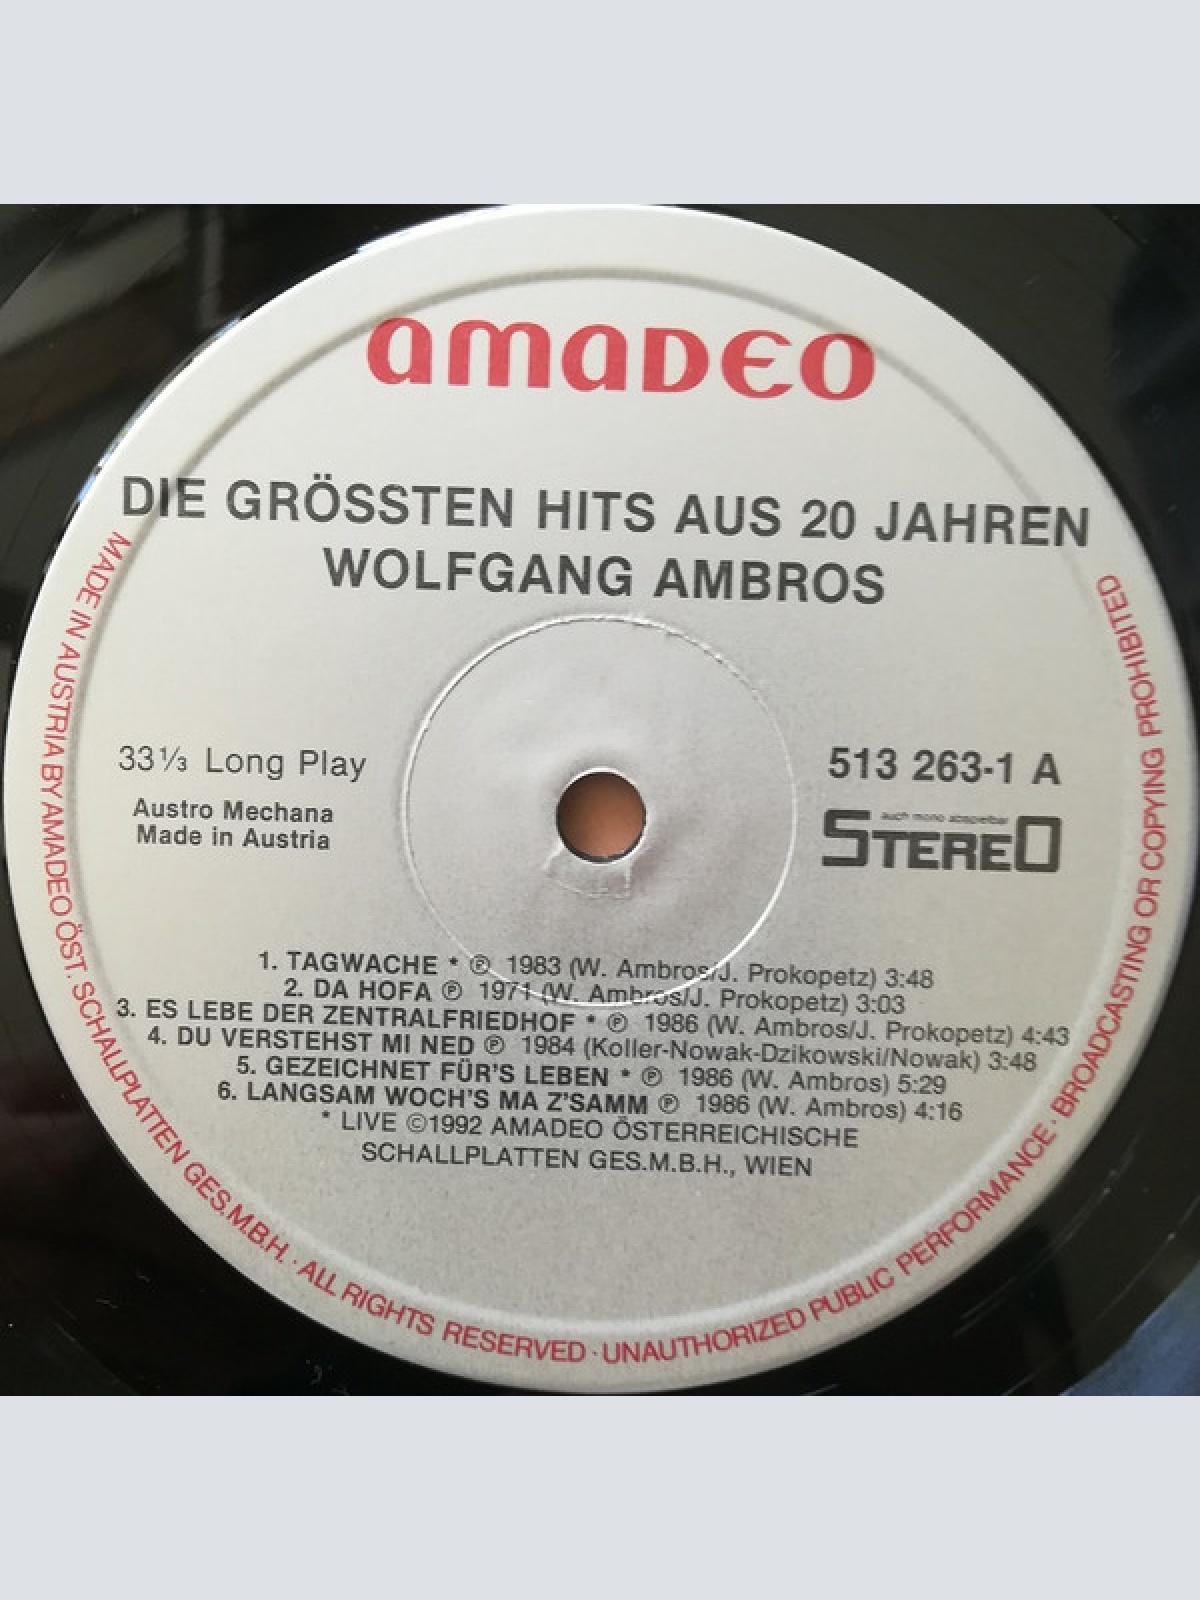 amadeo
DIE GRÖSSTEN HITS AUS 20 JAHREN
WOLFGANG AMBROS
33⅓ Long Play
Austro Mechana
Made in Austria
513 263-1 A
auch mono abspielbar
STEREO
1. TAGWACHE * ℗ 1983 (W. Ambros/J. Prokopetz) 3:48
2. DA HOFA ℗ 1971 (W. Ambros/J. Prokopetz) 3:03
3. ES LEBE DER ZENTRALFRIEDHOF * ℗ 1986 (W. Ambros/J. Prokopetz) 4:43
4. DU VERSTEHST MI NED ℗ 1984 (Koller-Nowak-Dzikowski/Nowak) 3:48
5. GEZEICHNET FÜR'S LEBEN * ℗ 1986 (W. Ambros) 5:29
6. LANGSAM WOCH'S MA Z'SAMM ℗ 1986 (W. Ambros) 4:16
* LIVE ©1992 AMADEO ÖSTERREICHISCHE
SCHALLPLATTEN GES.M.B.H., WIEN
MADE IN AUSTRIA BY AMADEO ÖST. SCHALLPLATTEN GES.M.B.H. · ALL RIGHTS RESERVED · UNAUTHORIZED PUBLIC PERFORMANCE · BROADCASTING OR COPYING PROHIBITED